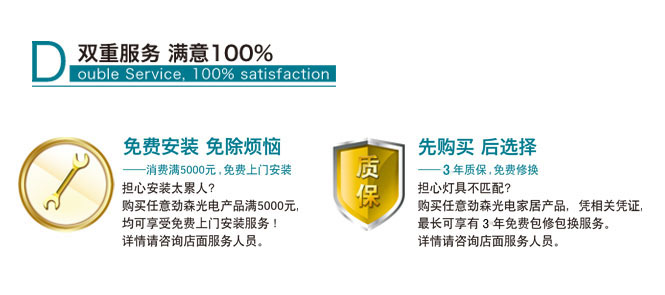 双重服务 满意100%
Double Service, 100% satisfaction
免费安装 免除烦恼
——消费满5000元,免费上门安装
担心安装太累人?
购买任意劲森光电产品满5000元,
均可享受免费上门安装服务!
详情请咨询店面服务人员。
质保
先购买 后选择
——3年质保,免费修换
担心灯具不匹配?
购买任意劲森光电家居产品，凭相关凭证,
最长可享有3年免费包修包换服务。
详情请咨询店面服务人员。